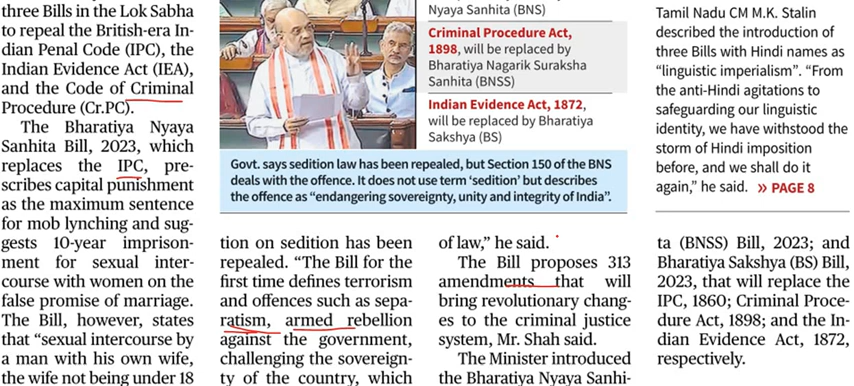 three Bills in the Lok Sabha
to repeal the British-era In-
dian Penal Code (IPC), the
Indian Evidence Act (IEA),
and the Code of Criminal
Procedure (Cr.PC).
The Bharatiya Nyaya
Sanhita Bill, 2023, which
replaces the IPC, pre-
scribes capital punishment
as the maximum sentence
for mob lynching and sug-
gests 10-year imprison-
ment for sexual inter-
course with women on the
false promise of marriage.
The Bill, however, states
that “sexual intercourse by
a man with his own wife,
the wife not being under 18
Nyaya Sanhita (BNS)
Criminal Procedure Act,
1898, will be replaced by
Bharatiya Nagarik Suraksha
Sanhita (BNSS)
Indian Evidence Act, 1872,
will be replaced by Bharatiya
Sakshya (BS)
Govt. says sedition law has been repealed, but Section 150 of the BNS
deals with the offence. It does not use term ‘sedition’ but describes
the offence as “endangering sovereignty, unity and integrity of India”.
tion on sedition has been
repealed. “The Bill for the
first time defines terrorism
and offences such as sepa-
ratism, armed rebellion
against the government,
challenging the sovereign-
ty of the country, which
of law,” he said.
The Bill proposes 313
amendments that will
bring revolutionary chang-
es to the criminal justice
system, Mr. Shah said.
The Minister introduced
the Bharatiya Nyaya Sanhi-
Tamil Nadu CM M.K. Stalin
described the introduction of
three Bills with Hindi names as
“linguistic imperialism”. “From
the anti-Hindi agitations to
safeguarding our linguistic
identity, we have withstood the
storm of Hindi imposition
before, and we shall do it
again,” he said. » PAGE 8
ta (BNSS) Bill, 2023; and
Bharatiya Sakshya (BS) Bill,
2023, that will replace the
IPC, 1860; Criminal Proce-
dure Act, 1898; and the In-
dian Evidence Act, 1872,
respectively.